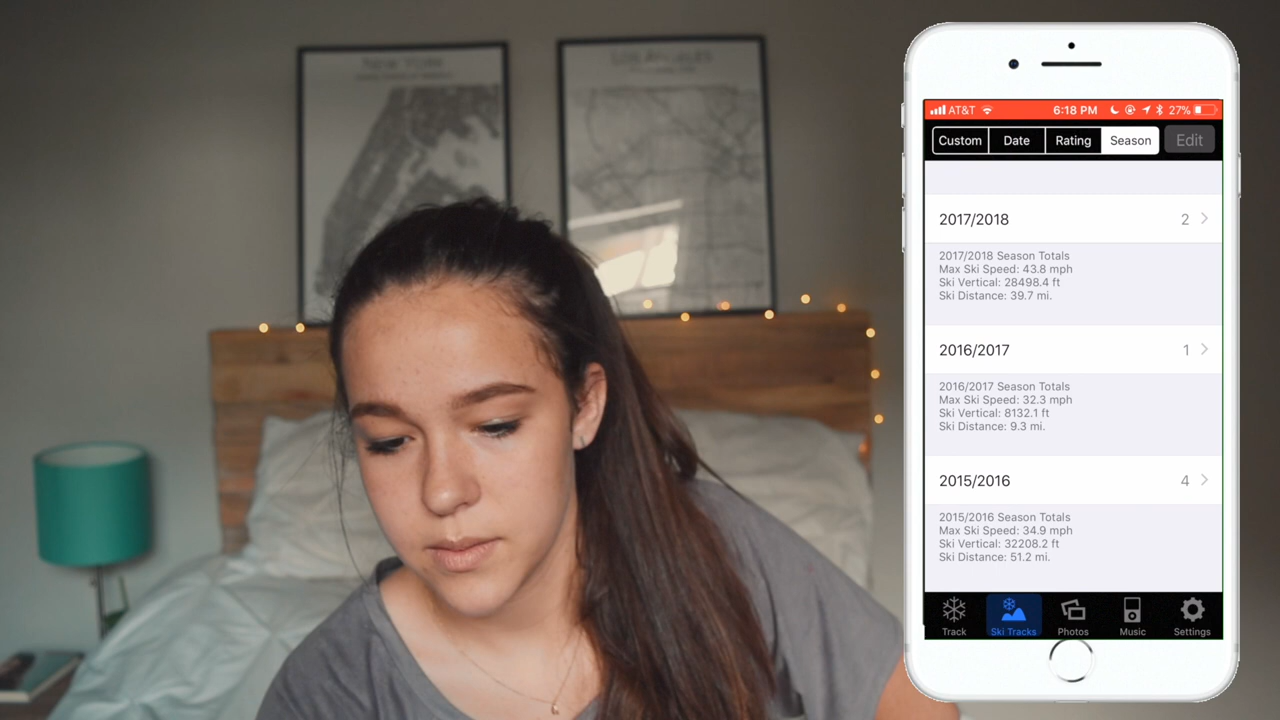 New York
LOS ANGELES
AT&T 6:18 PM 27%
Custom Date Rating Season Edit
2017/2018 2
2017/2018 Season Totals
Max Ski Speed: 43.8 mph
Ski Vertical: 28498.4 ft
Ski Distance: 39.7 mi.
2016/2017 1
2016/2017 Season Totals
Max Ski Speed: 32.3 mph
Ski Vertical: 8132.1 ft
Ski Distance: 9.3 mi.
2015/2016 4
2015/2016 Season Totals
Max Ski Speed: 34.9 mph
Ski Vertical: 32208.2 ft
Ski Distance: 51.2 mi.
Track Ski Tracks Photos Music Settings